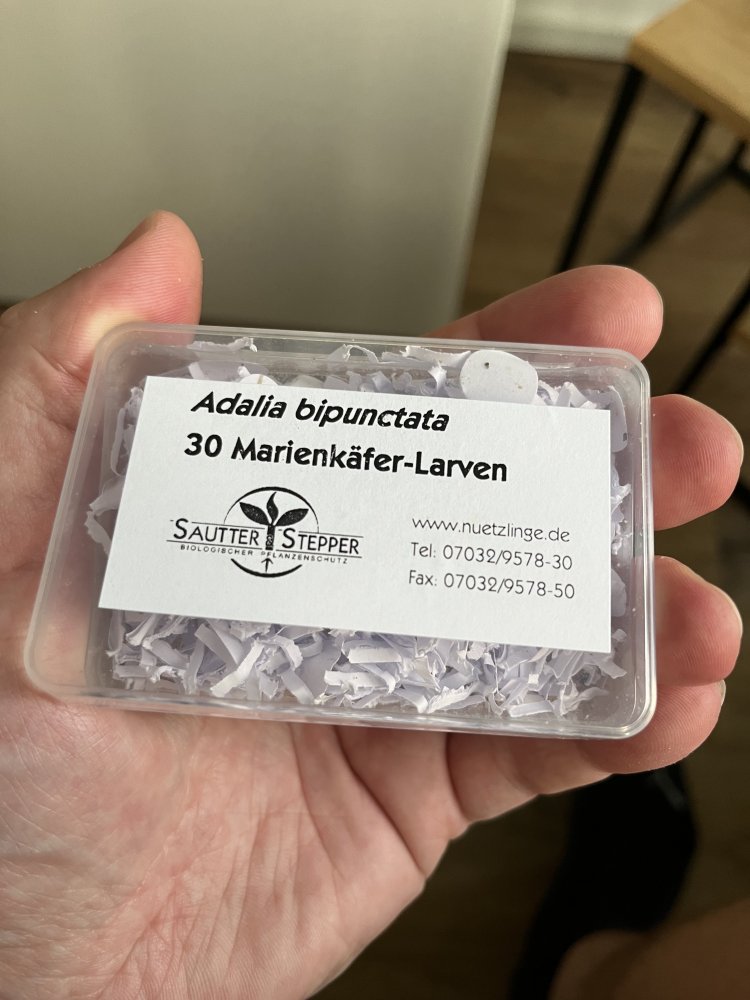 Adalia bipunctata
30 Marienkäfer-Larven
SAUTTER STEPPER
BIOLOGISCHER PFLANZENSCHUTZ
www.nuetzlinge.de
Tel: 07032/9578-30
Fax: 07032/9578-50